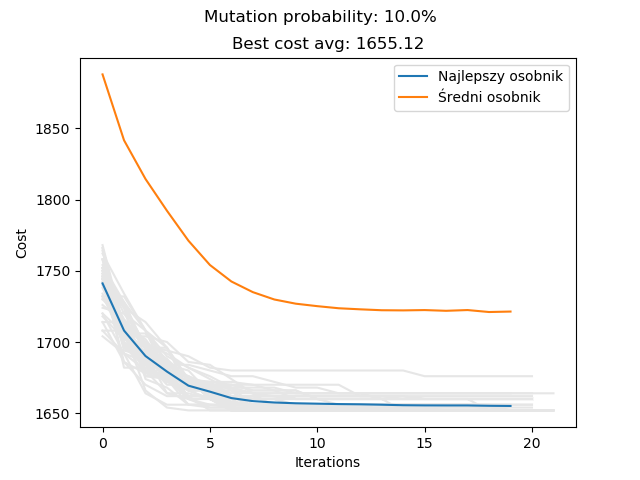 Mutation probability: 10.0%
Best cost avg: 1655.12
Najlepszy osobnik
Średni osobnik
1850
1800
1750
1700
1650
Cost
0 5 10 15 20
Iterations